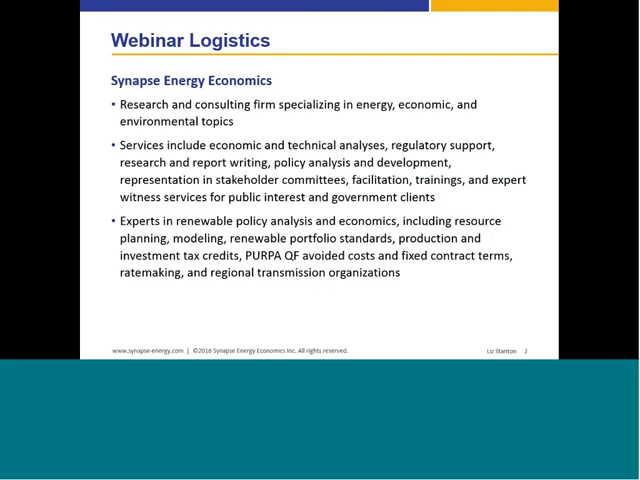 Webinar Logistics
Synapse Energy Economics
• Research and consulting firm specializing in energy, economic, and
environmental topics
• Services include economic and technical analyses, regulatory support,
research and report writing, policy analysis and development,
representation in stakeholder committees, facilitation, trainings, and expert
witness services for public interest and government clients
• Experts in renewable policy analysis and economics, including resource
planning, modeling, renewable portfolio standards, production and
investment tax credits, PURPA QF avoided costs and fixed contract terms,
ratemaking, and regional transmission organizations
www.synapse-energy.com | ©2016 Synapse Energy Economics Inc. All rights reserved. Liz Stanton 2